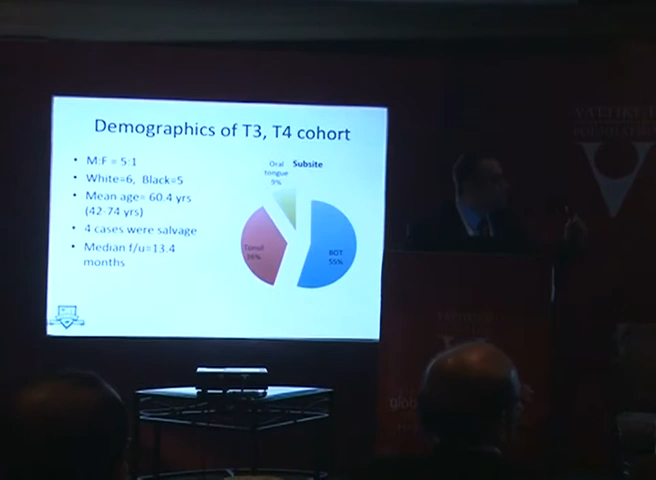 Demographics of T3, T4 cohort
• M:F = 5:1
• White=6, Black=5
• Mean age= 60.4 yrs
(42-74 yrs)
• 4 cases were salvage
• Median f/u=13.4
months
Subsite
Oral
tongue
9%
Tonsil
36%
BOT
55%